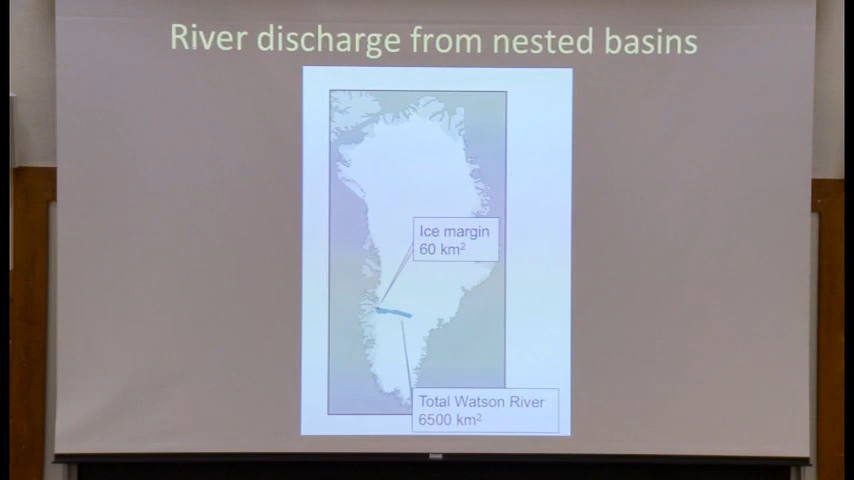 River discharge from nested basins
Ice margin
60 km²
Total Watson River
6500 km²